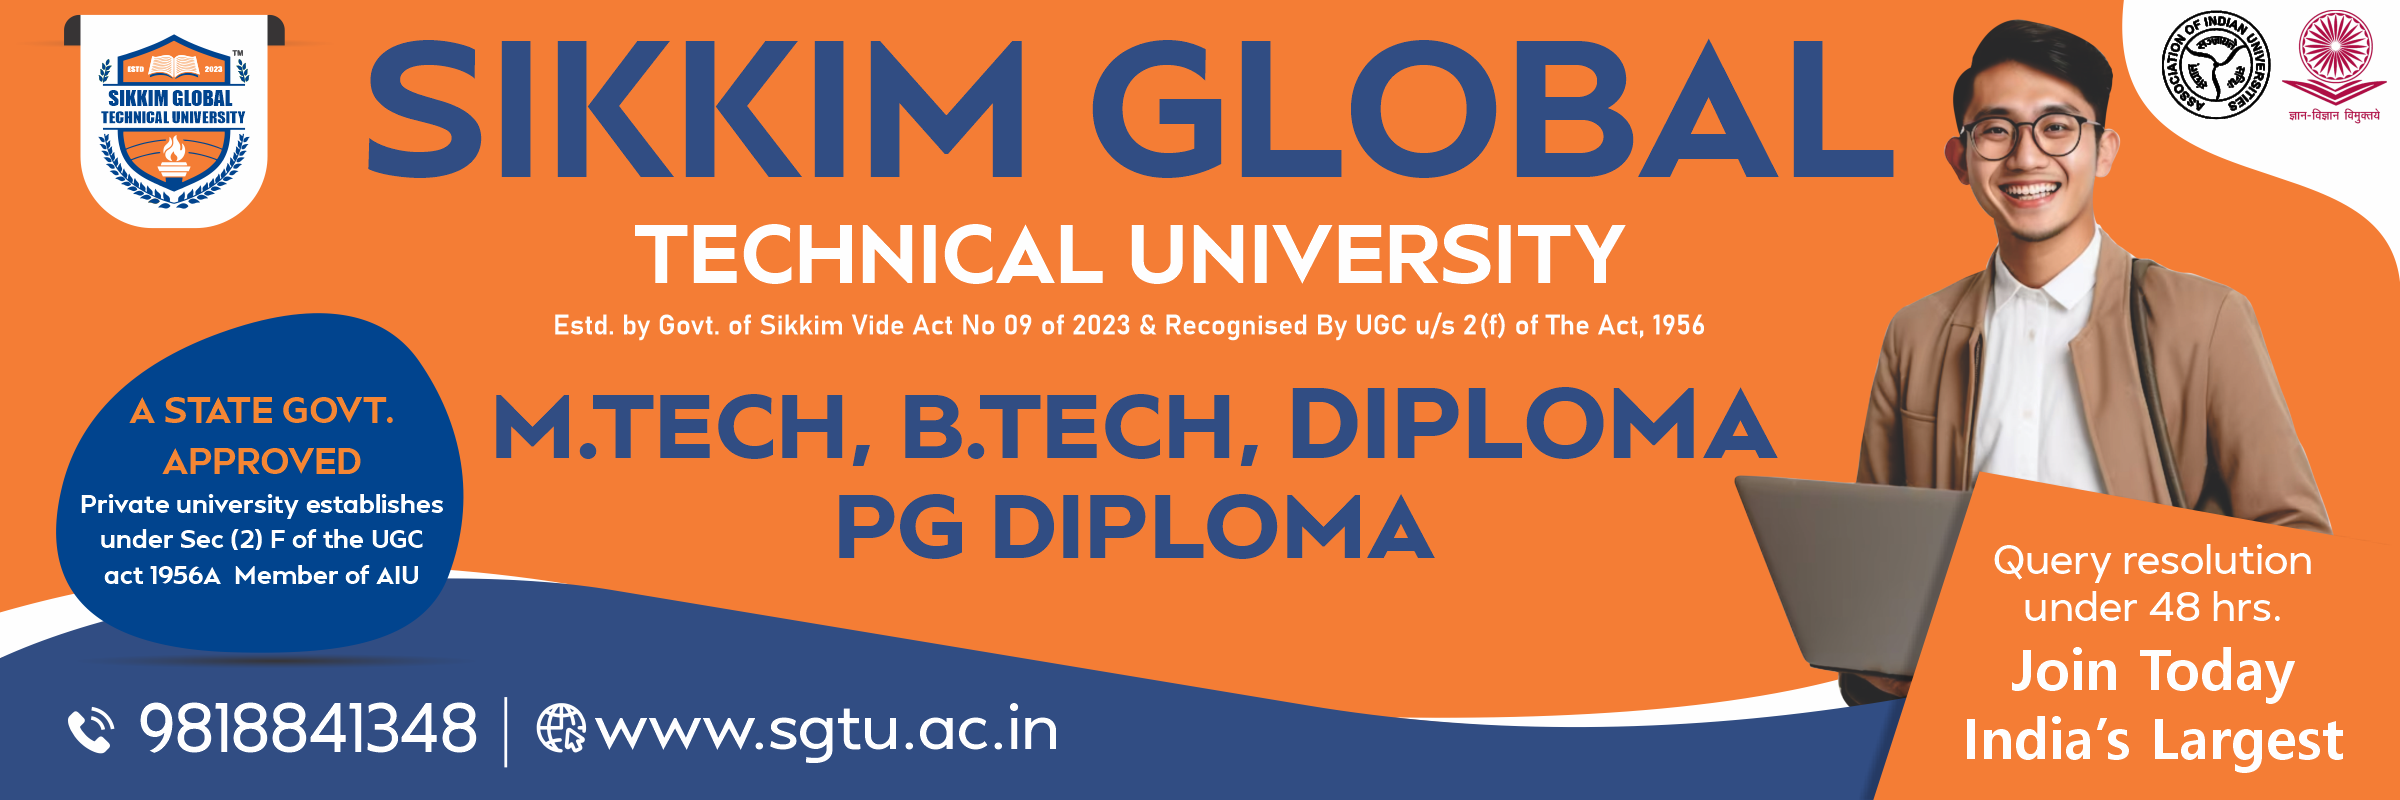 ESTD 2023
TM
SIKKIM GLOBAL
TECHNICAL UNIVERSITY
SIKKIM GLOBAL
TECHNICAL UNIVERSITY
Estd. by Govt. of Sikkim Vide Act No 09 of 2023 & Recognised By UGC u/s 2(f) of The Act, 1956
ASSOCIATION OF INDIAN UNIVERSITIES
ज्ञान-विज्ञान विमुक्तये
M.TECH, B.TECH, DIPLOMA
PG DIPLOMA
A STATE GOVT.
APPROVED
Private university establishes
under Sec (2) F of the UGC
act 1956A Member of AIU
9818841348
www.sgtu.ac.in
Query resolution
under 48 hrs.
Join Today
India's Largest